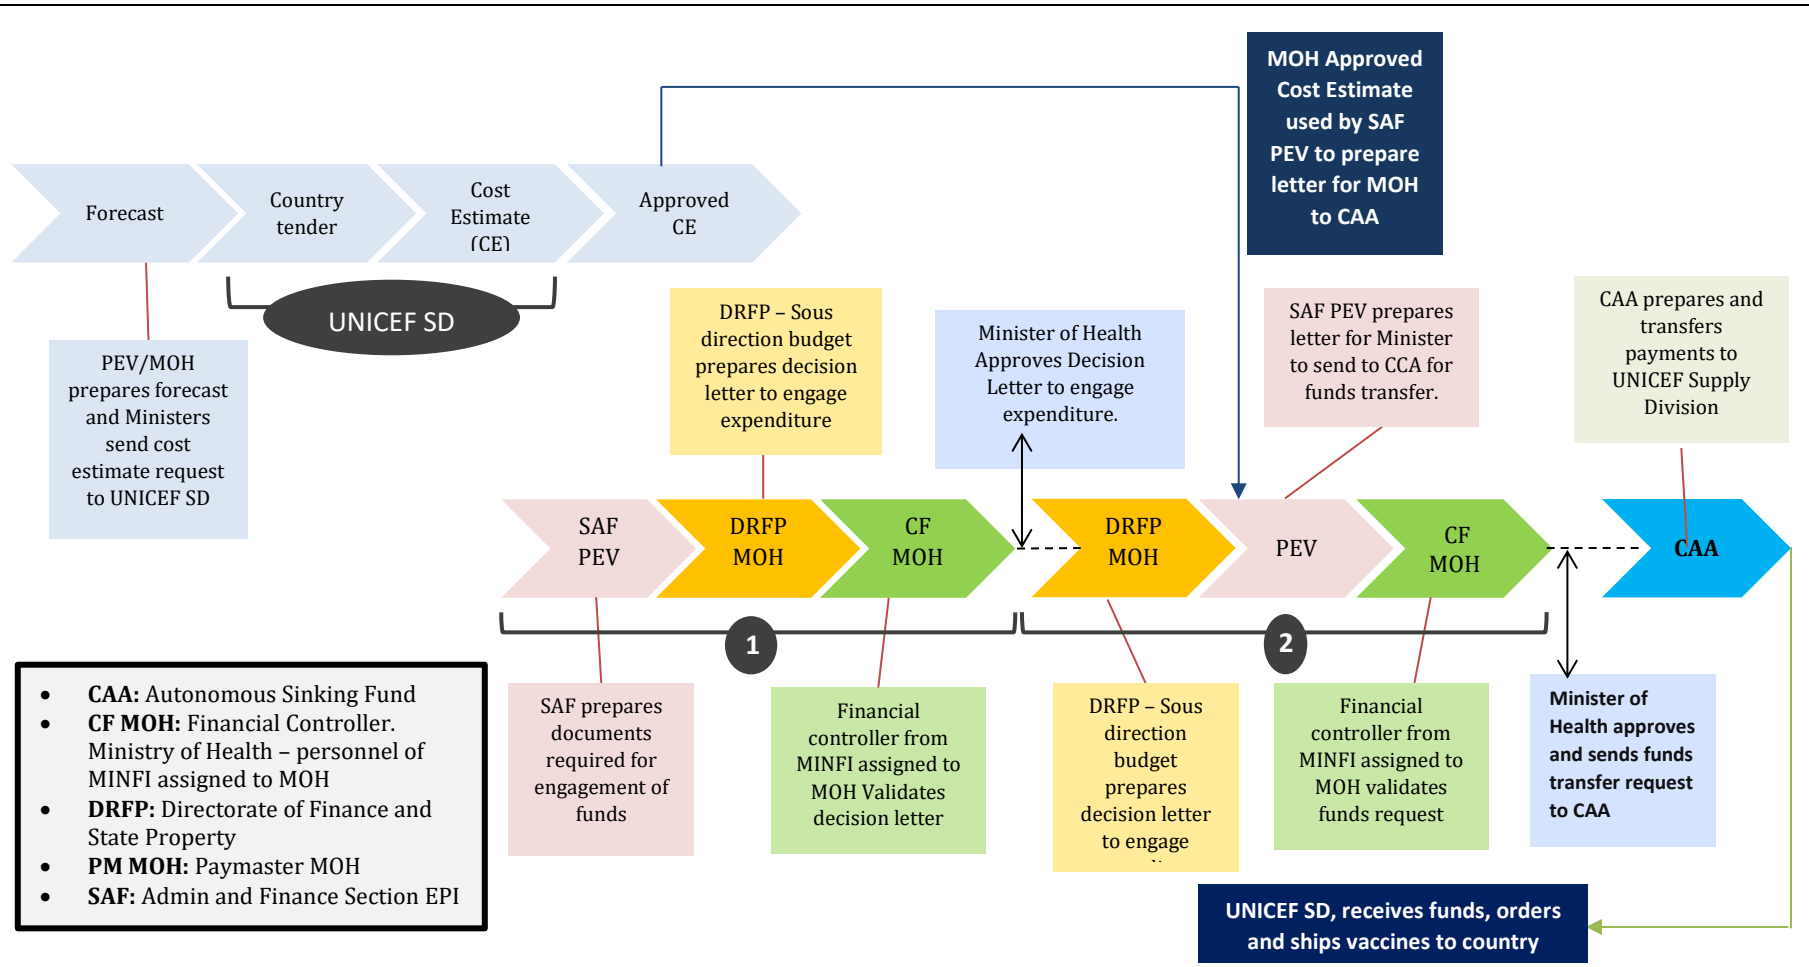 MOH Approved
Cost Estimate
used by SAF
PEV to prepare
letter for MOH
to CAA
Forecast
Country
tender
Cost
Estimate
(CE)
Approved
CE
UNICEF SD
PEV/MOH
prepares forecast
and Ministers
send cost
estimate request
to UNICEF SD
DRFP – Sous
direction budget
prepares decision
letter to engage
expenditure
Minister of Health
Approves Decision
Letter to engage
expenditure.
SAF PEV prepares
letter for Minister
to send to CCA for
funds transfer.
CAA prepares and
transfers
payments to
UNICEF Supply
Division
SAF
PEV
DRFP
MOH
CF
MOH
DRFP
MOH
PEV
CF
MOH
CAA
1
2
SAF prepares
documents
required for
engagement of
funds
Financial
controller from
MINFI assigned to
MOH Validates
decision letter
DRFP – Sous
direction
budget
prepares
decision letter
to engage
Financial
controller from
MINFI assigned to
MOH validates
funds request
Minister of
Health approves
and sends funds
transfer request
to CAA
• CAA: Autonomous Sinking Fund
• CF MOH: Financial Controller.
Ministry of Health – personnel of
MINFI assigned to MOH
• DRFP: Directorate of Finance and
State Property
• PM MOH: Paymaster MOH
• SAF: Admin and Finance Section EPI
UNICEF SD, receives funds, orders
and ships vaccines to country